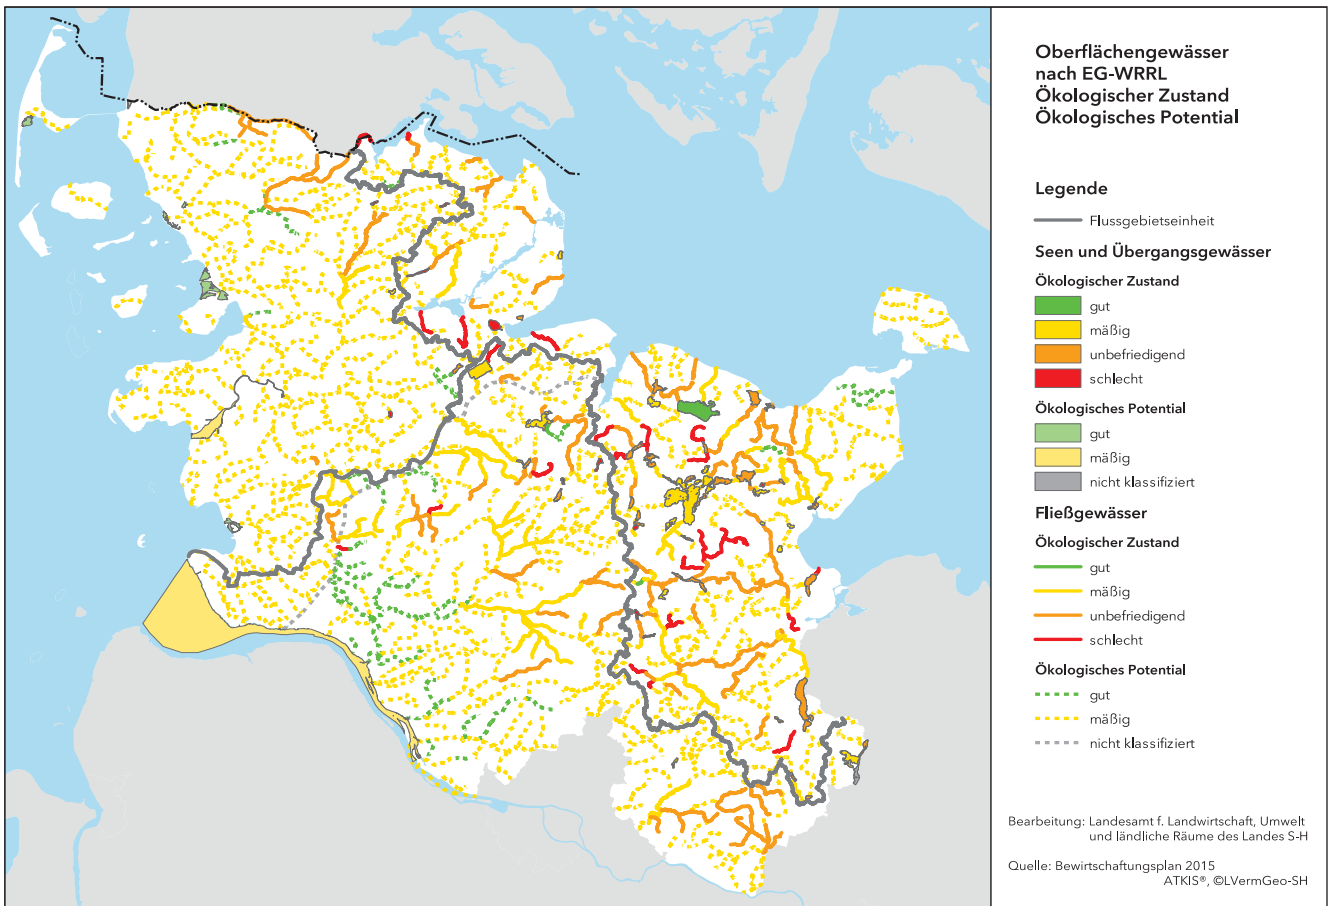 Oberflächengewässer
nach EG-WRRL
Ökologischer Zustand
Ökologisches Potential
Legende
Flussgebietseinheit
Seen und Übergangsgewässer
Ökologischer Zustand
gut
mäßig
unbefriedigend
schlecht
Ökologisches Potential
gut
mäßig
nicht klassifiziert
Fließgewässer
Ökologischer Zustand
gut
mäßig
unbefriedigend
schlecht
Ökologisches Potential
gut
mäßig
nicht klassifiziert
Bearbeitung: Landesamt f. Landwirtschaft, Umwelt
und ländliche Räume des Landes S-H
Quelle: Bewirtschaftungsplan 2015
ATKIS®, ©LVermGeo-SH